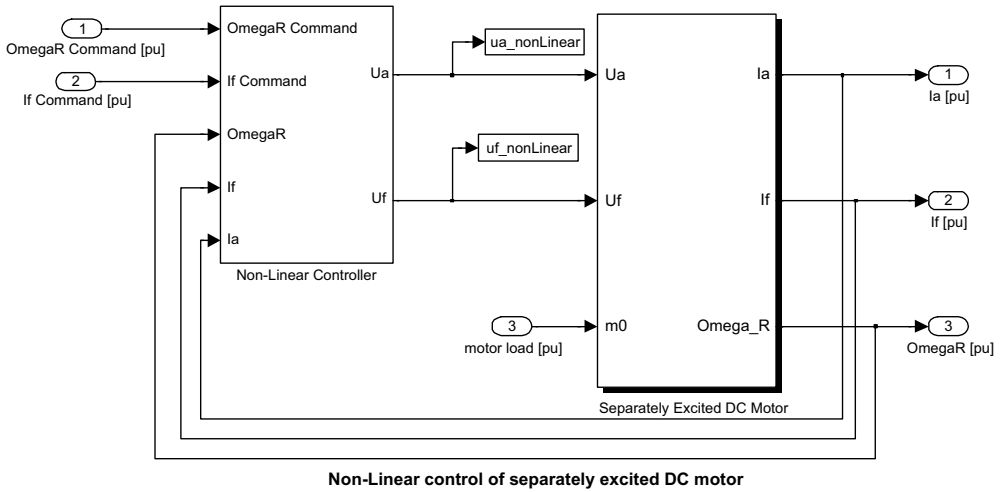 1
OmegaR Command [pu]
2
If Command [pu]
OmegaR Command
If Command
OmegaR
If
Ia
Ua
Uf
Non-Linear Controller
ua_nonLinear
uf_nonLinear
3
motor load [pu]
Ua
Uf
m0
Ia
If
Omega_R
Separately Excited DC Motor
1
Ia [pu]
2
If [pu]
3
OmegaR [pu]
Non-Linear control of separately excited DC motor